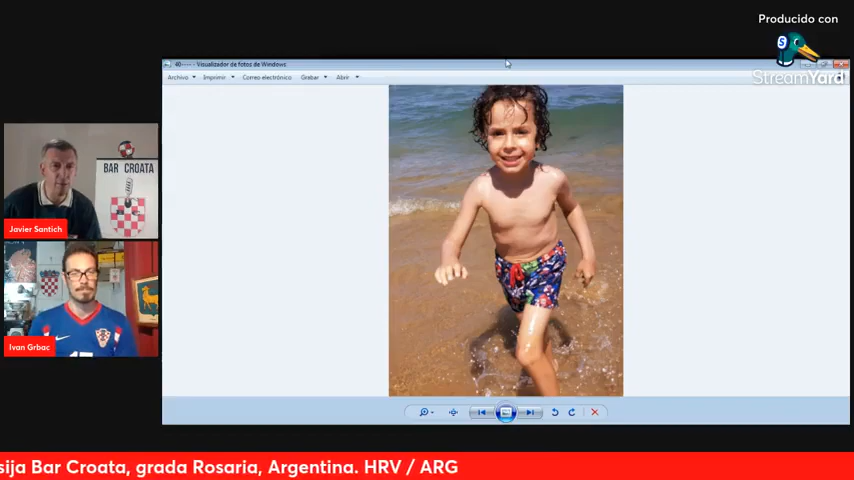 Producido con
StreamYard
40---- - Visualizador de fotos de Windows
Archivo Imprimir Correo electrónico Grabar Abrir
BAR CROATA
Javier Santich
Ivan Grbac
sija Bar Croata, grada Rosaria, Argentina. HRV / ARG